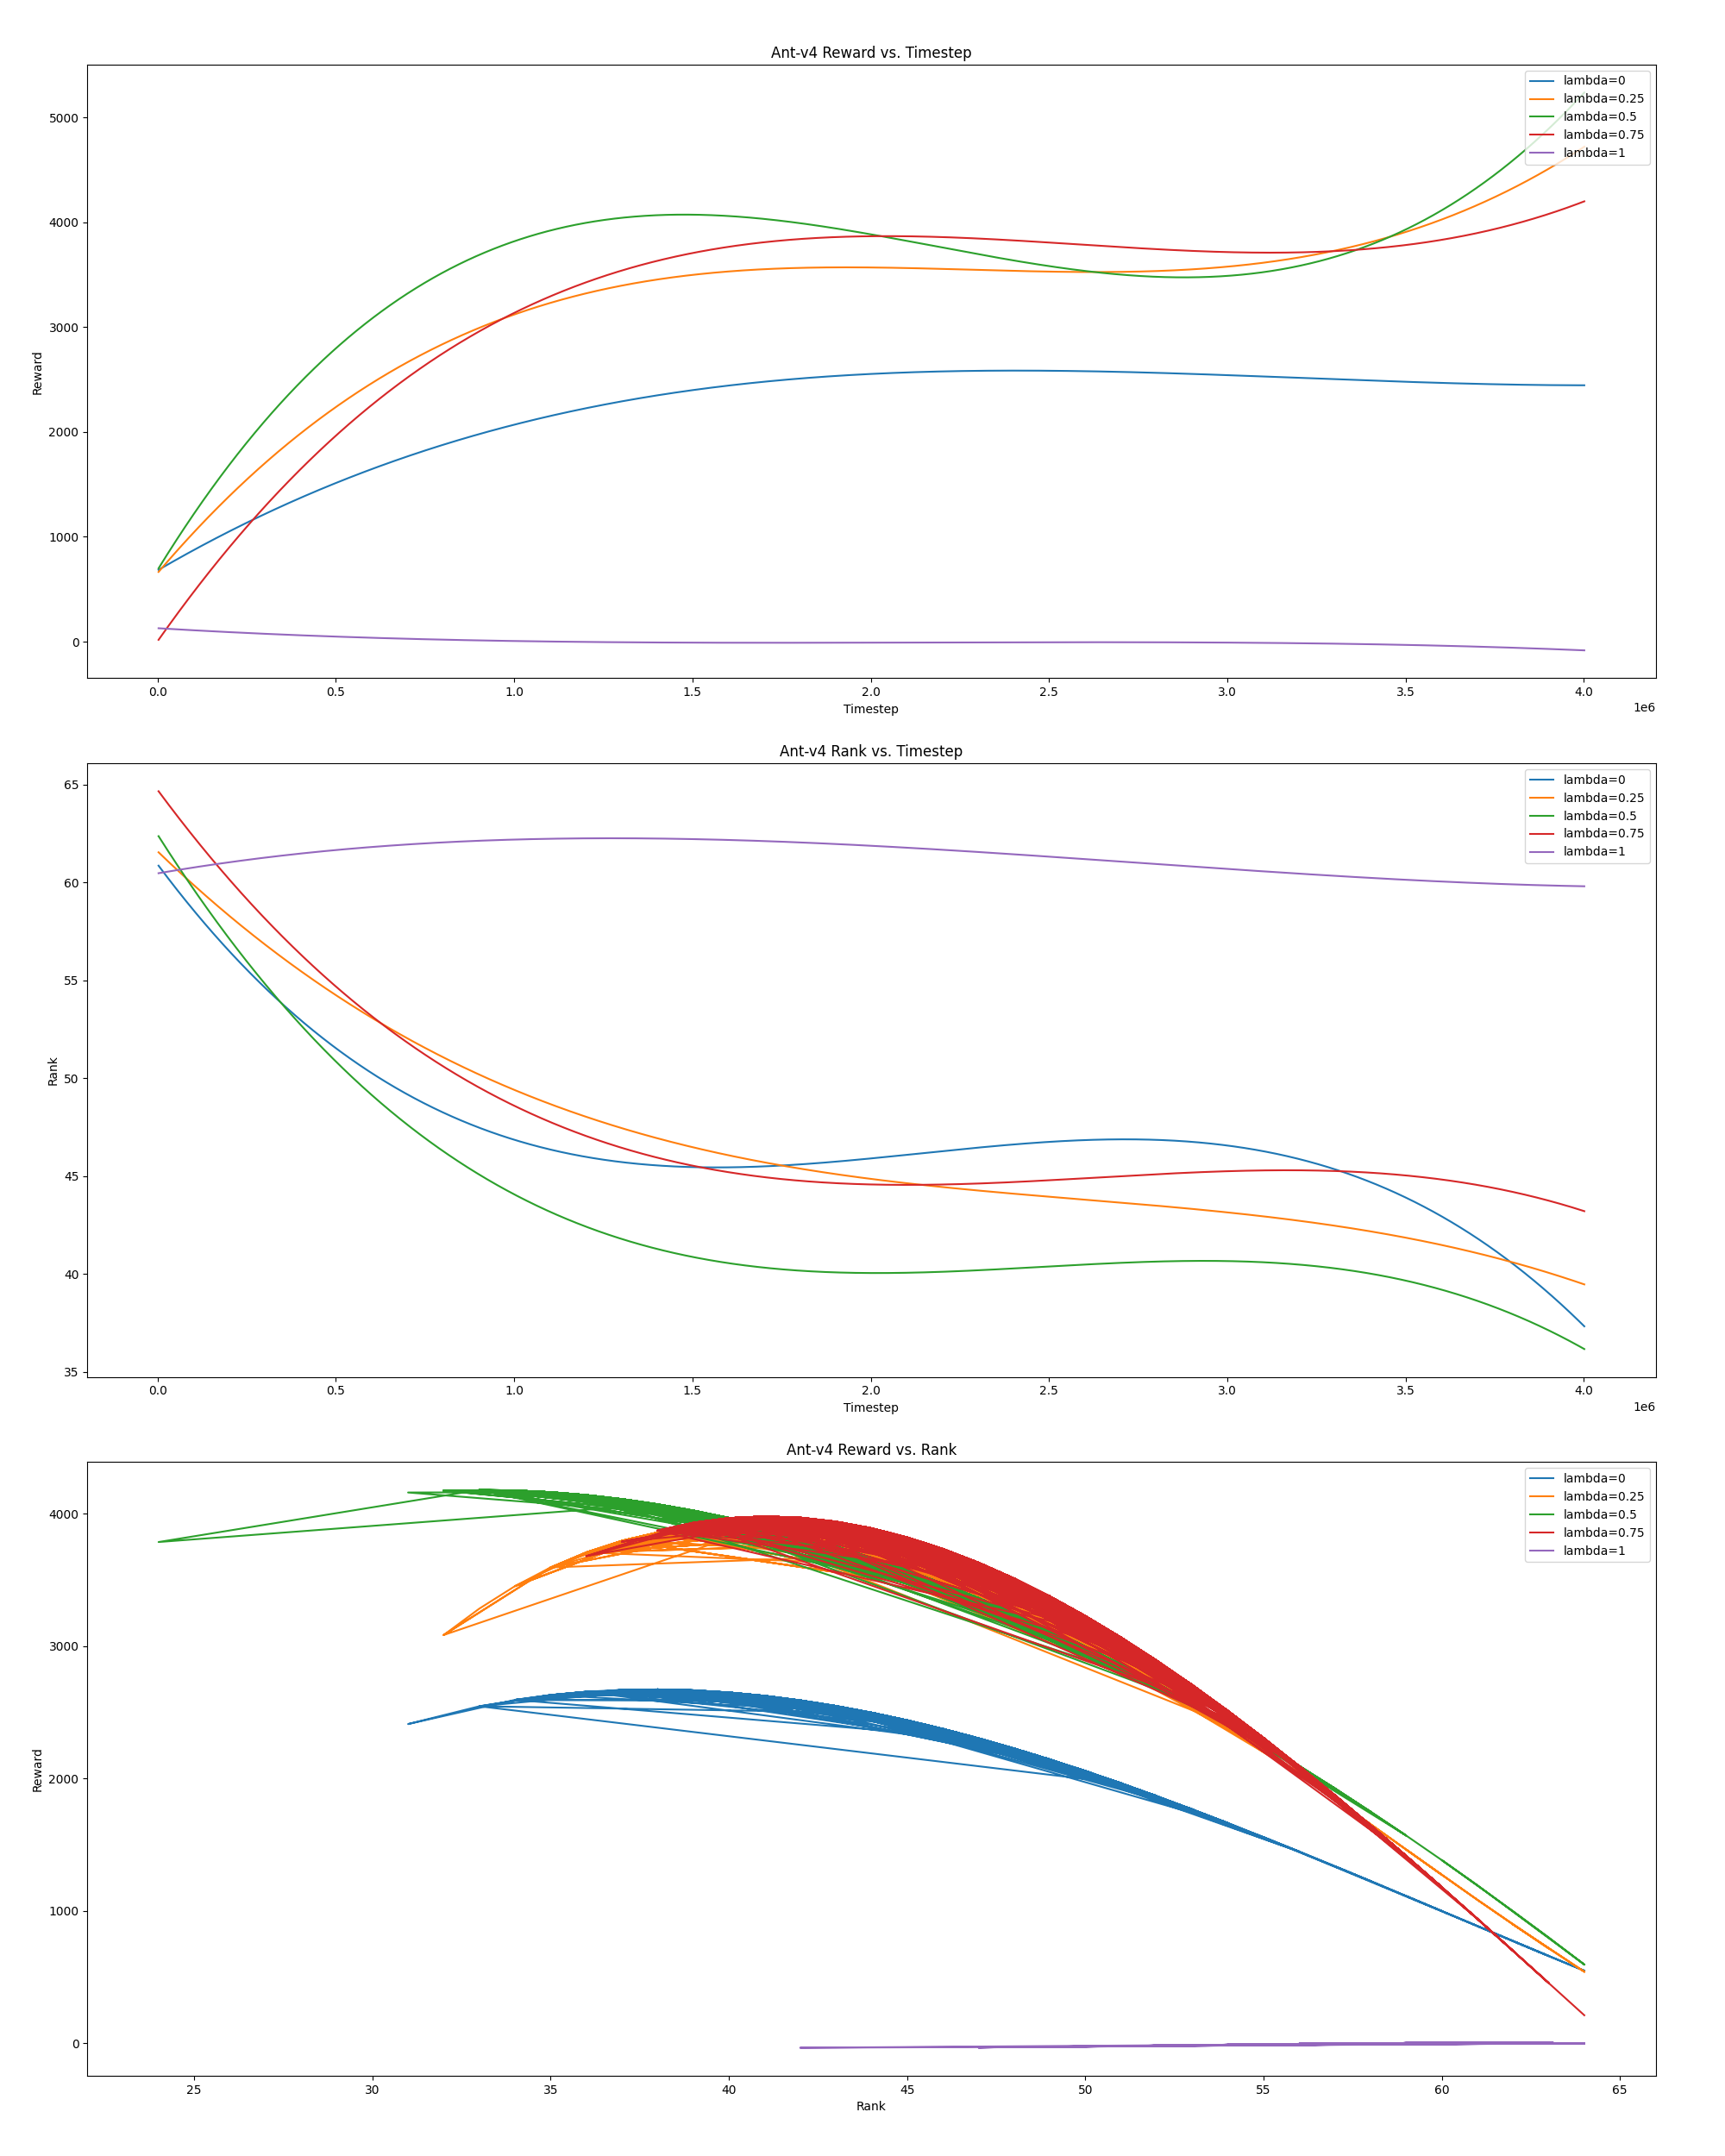 Ant-v4 Reward vs. Timestep
lambda=0
lambda=0.25
lambda=0.5
lambda=0.75
lambda=1
5000
4000
3000
2000
1000
0
Reward
0.0 0.5 1.0 1.5 2.0 2.5 3.0 3.5 4.0
Timestep
1e6
Ant-v4 Rank vs. Timestep
lambda=0
lambda=0.25
lambda=0.5
lambda=0.75
lambda=1
65
60
55
50
45
40
35
Rank
0.0 0.5 1.0 1.5 2.0 2.5 3.0 3.5 4.0
Timestep
1e6
Ant-v4 Reward vs. Rank
lambda=0
lambda=0.25
lambda=0.5
lambda=0.75
lambda=1
4000
3000
2000
1000
0
Reward
25 30 35 40 45 50 55 60 65
Rank